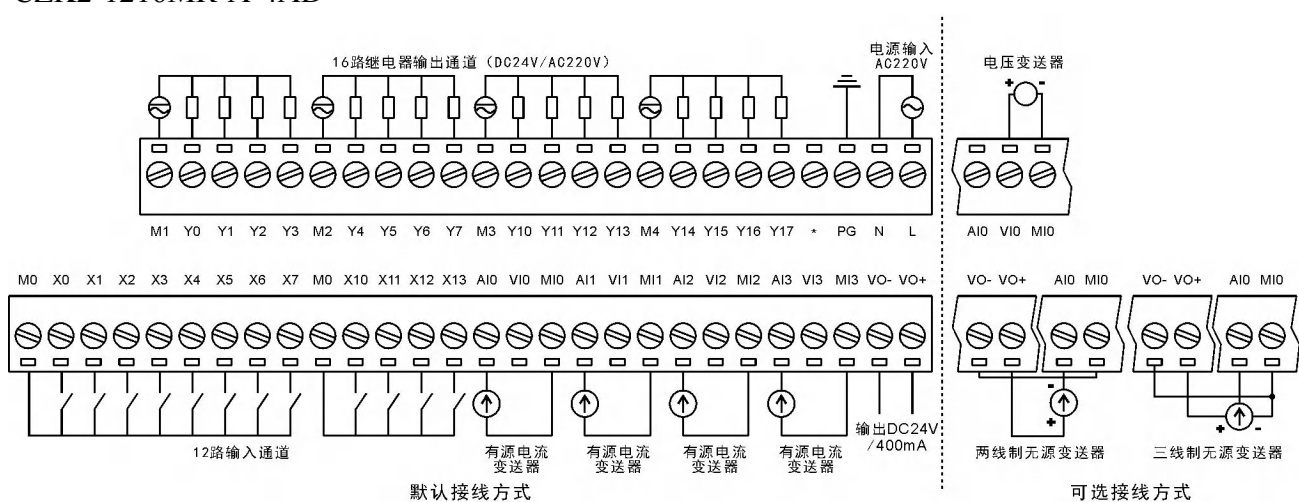 16路继电器输出通道（DC24V/AC220V）
电源输入
AC220V
电压变送器
+ -
M1 Y0 Y1 Y2 Y3 M2 Y4 Y5 Y6 Y7 M3 Y10 Y11 Y12 Y13 M4 Y14 Y15 Y16 Y17 * PG N L
AI0 VI0 MI0
M0 X0 X1 X2 X3 X4 X5 X6 X7 M0 X10 X11 X12 X13 AI0 VI0 MI0 AI1 VI1 MI1 AI2 VI2 MI2 AI3 VI3 MI3 VO- VO+
VO- VO+ AI0 MI0
VO- VO+ AI0 MI0
-
+
+ -
12路输入通道
有源电流
变送器
有源电流
变送器
有源电流
变送器
有源电流
变送器
输出DC24V
/400mA
两线制无源变送器
三线制无源变送器
默认接线方式
可选接线方式